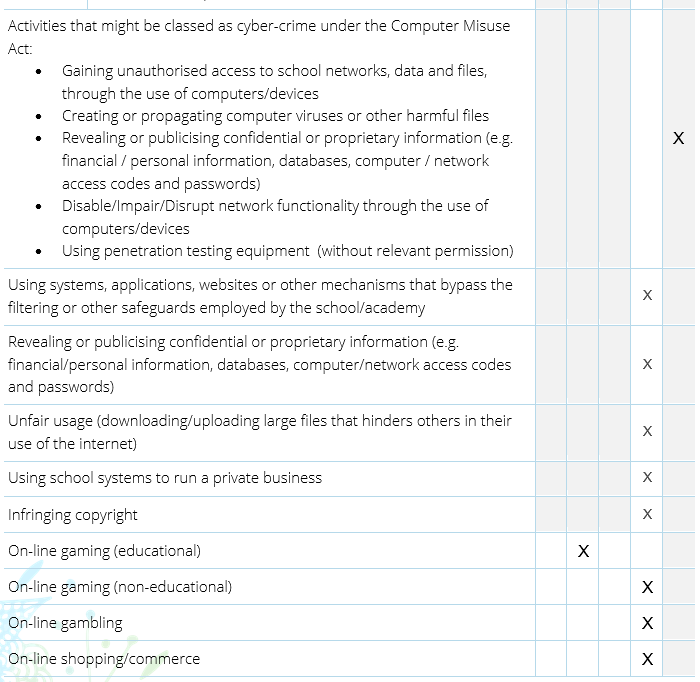 Activities that might be classed as cyber-crime under the Computer Misuse
Act:
• Gaining unauthorised access to school networks, data and files,
through the use of computers/devices
• Creating or propagating computer viruses or other harmful files
• Revealing or publicising confidential or proprietary information (e.g.
financial / personal information, databases, computer / network
access codes and passwords)
X
• Disable/Impair/Disrupt network functionality through the use of
computers/devices
• Using penetration testing equipment (without relevant permission)
Using systems, applications, websites or other mechanisms that bypass the
filtering or other safeguards employed by the school/academy
X
Revealing or publicising confidential or proprietary information (e.g.
financial/personal information, databases, computer/network access codes
and passwords)
X
Unfair usage (downloading/uploading large files that hinders others in their
use of the internet)
X
Using school systems to run a private business X
Infringing copyright X
On-line gaming (educational) X
On-line gaming (non-educational) X
On-line gambling X
On-line shopping/commerce X